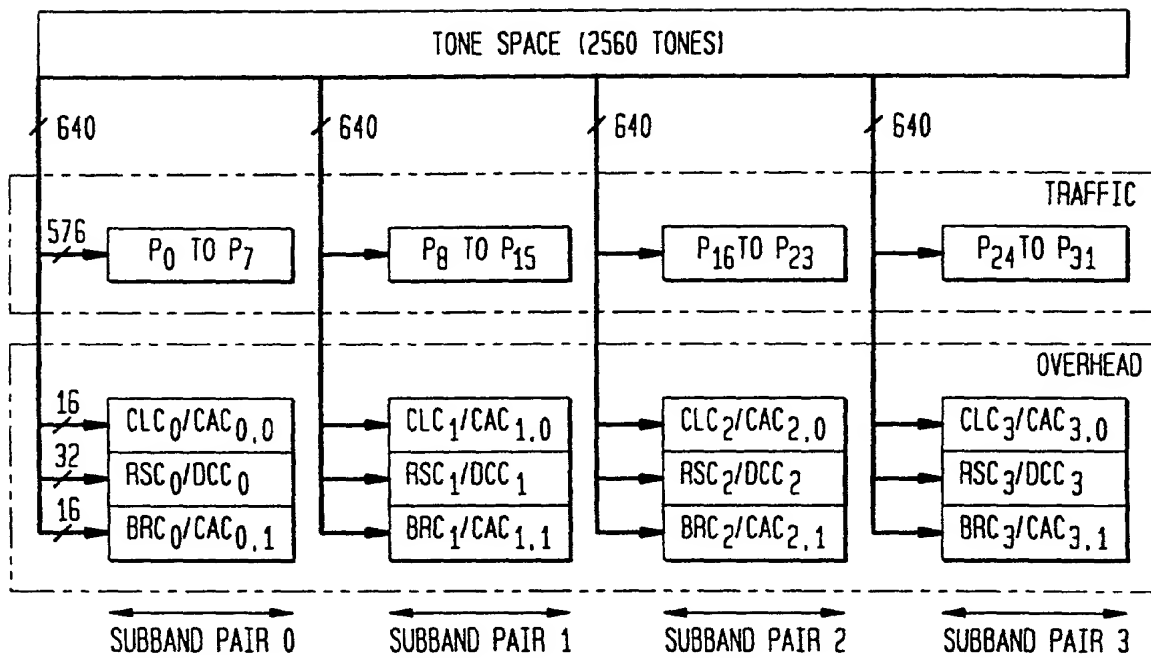 TONE SPACE (2560 TONES)
640 640 640 640
TRAFFIC
576
P0 TO P7 P8 TO P15 P16 TO P23 P24 TO P31
OVERHEAD
16
CLC0/CAC0,0 CLC1/CAC1,0 CLC2/CAC2,0 CLC3/CAC3,0
32
RSC0/DCC0 RSC1/DCC1 RSC2/DCC2 RSC3/DCC3
16
BRC0/CAC0,1 BRC1/CAC1,1 BRC2/CAC2,1 BRC3/CAC3,1
SUBBAND PAIR 0 SUBBAND PAIR 1 SUBBAND PAIR 2 SUBBAND PAIR 3